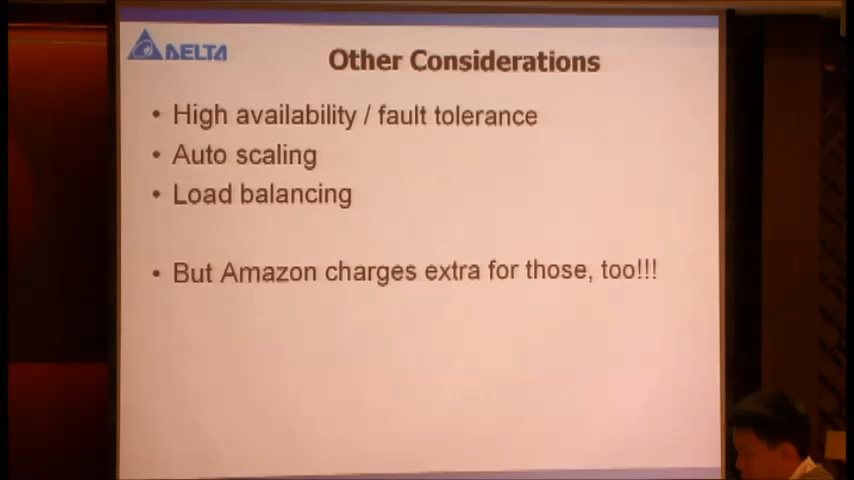 DELTA
Other Considerations
• High availability / fault tolerance
• Auto scaling
• Load balancing
• But Amazon charges extra for those, too!!!